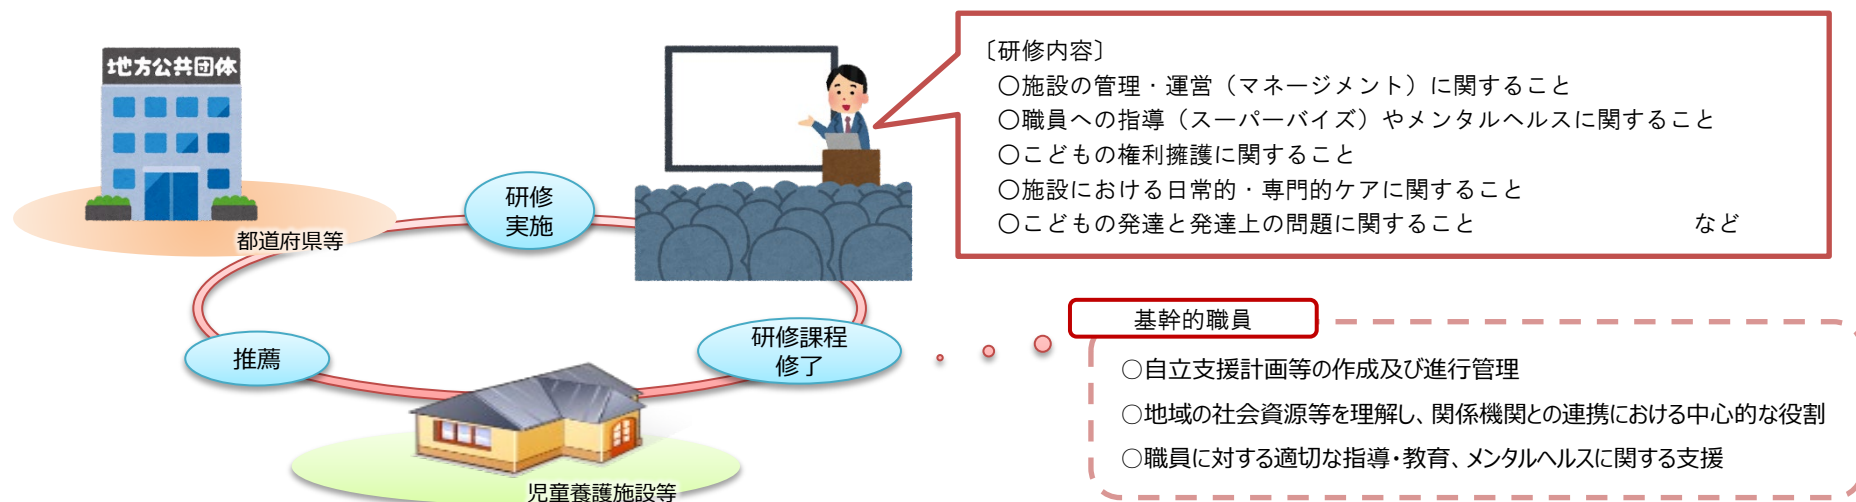 地方公共団体
都道府県等
研修
実施
〔研修内容〕
〇施設の管理・運営（マネージメント）に関すること
〇職員への指導（スーパーバイズ）やメンタルヘルスに関すること
〇こどもの権利擁護に関すること
〇施設における日常的・専門的ケアに関すること
〇こどもの発達と発達上の問題に関すること　など
推薦
研修課程
修了
児童養護施設等
基幹的職員
○自立支援計画等の作成及び進行管理
○地域の社会資源等を理解し、関係機関との連携における中心的な役割
○職員に対する適切な指導・教育、メンタルヘルスに関する支援